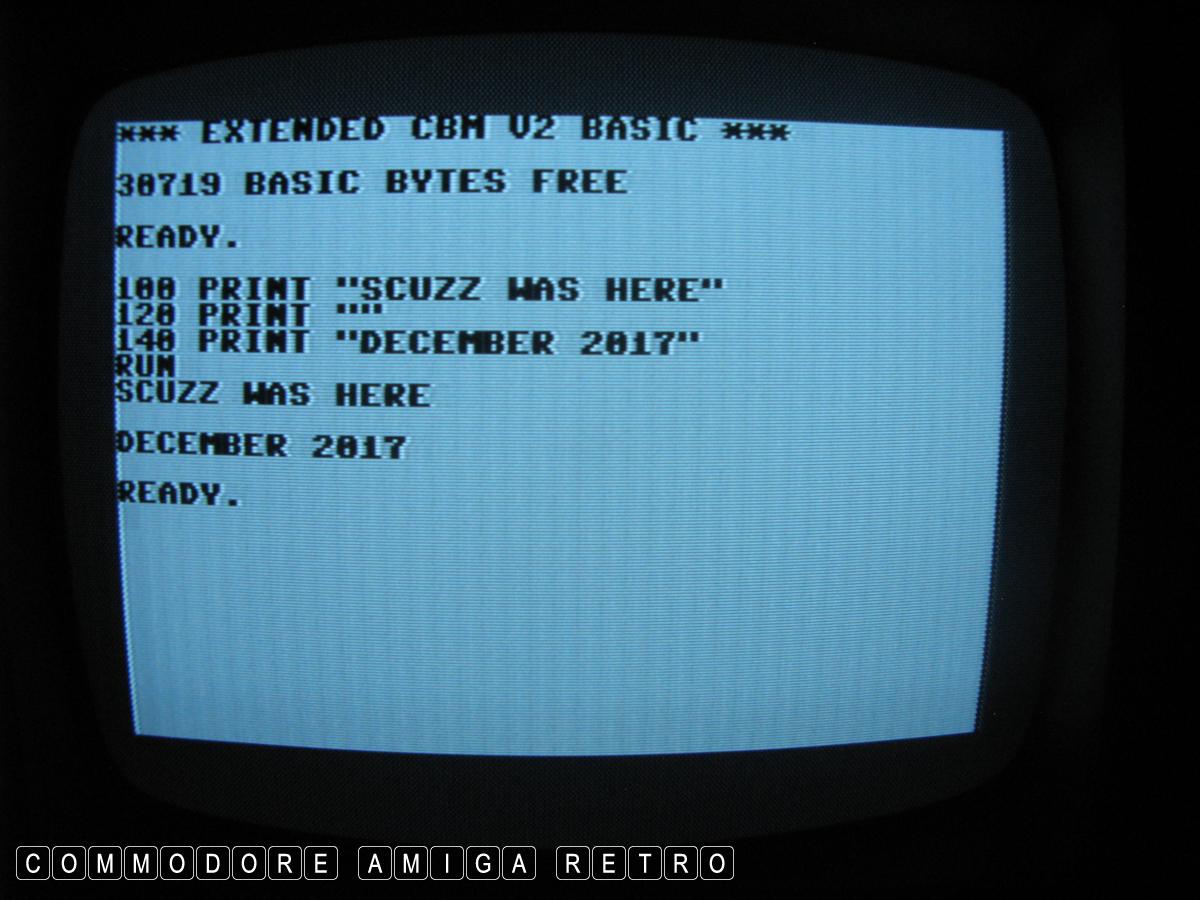 *** EXTENDED CBM V2 BASIC ***
30719 BASIC BYTES FREE
READY.
100 PRINT "SCUZZ WAS HERE"
120 PRINT ""
140 PRINT "DECEMBER 2017"
RUN
SCUZZ WAS HERE
DECEMBER 2017
READY.
COMMODORE AMIGA RETRO